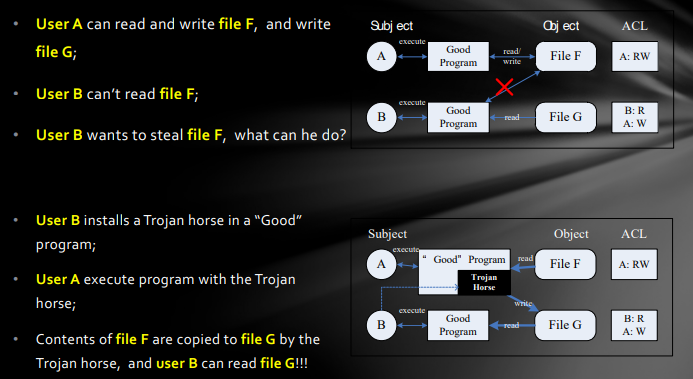 • User A can read and write file F, and write
file G;
• User B can't read file F;
• User B wants to steal file F, what can he do?
Subject Object ACL
A execute Good Program read/write File F A: RW
B execute Good Program read File G B: R A: W
• User B installs a Trojan horse in a "Good"
program;
• User A execute program with the Trojan
horse;
• Contents of file F are copied to file G by the
Trojan horse, and user B can read file G!!!
Subject Object ACL
A execute “ Good” Program read File F A: RW
Trojan Horse
write
B execute Good Program read File G B: R A: W